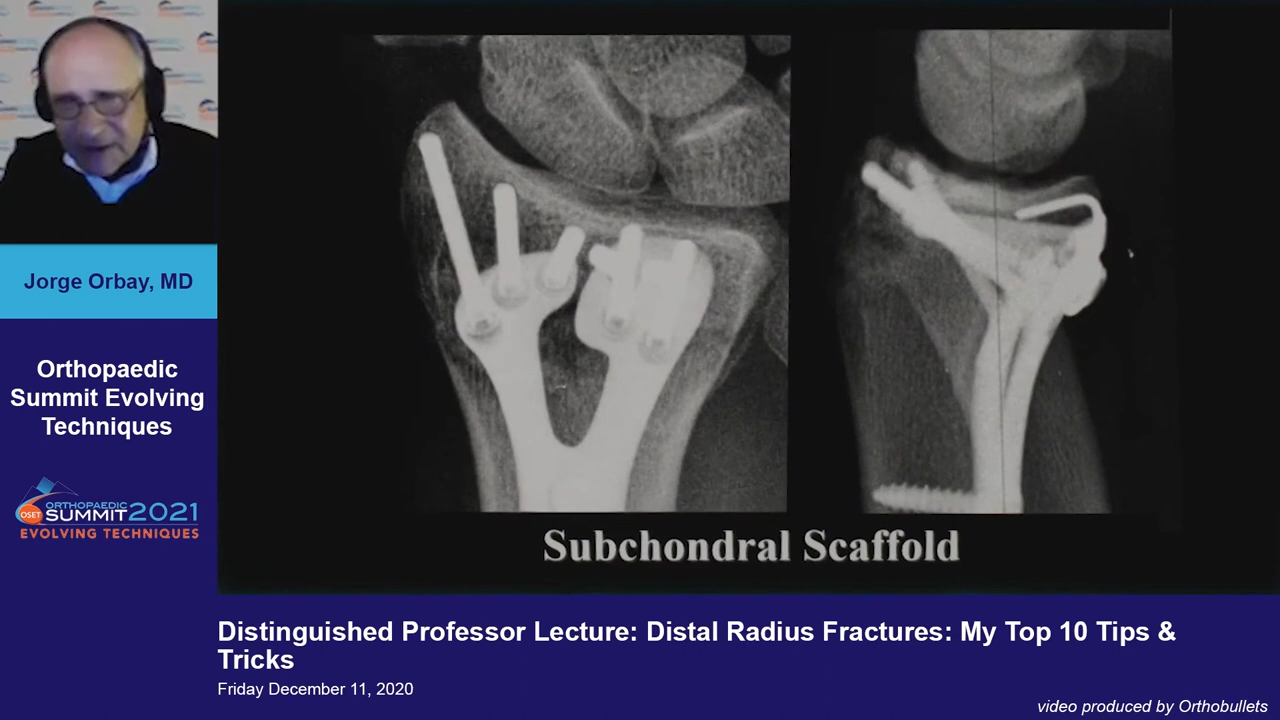 Jorge Orbay, MD
Orthopaedic
Summit Evolving
Techniques
ORTHOPAEDIC
OSET SUMMIT 2021
EVOLVING TECHNIQUES
Subchondral Scaffold
Distinguished Professor Lecture: Distal Radius Fractures: My Top 10 Tips &
Tricks
Friday December 11, 2020
video produced by Orthobullets